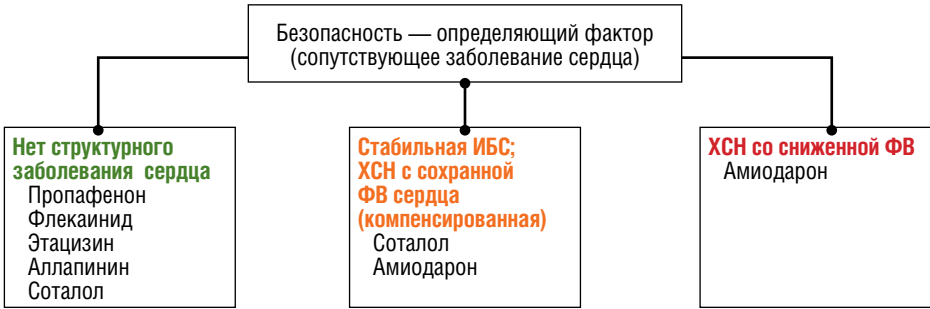 Безопасность — определяющий фактор
(сопутствующее заболевание сердца)
Нет структурного
заболевания сердца
Пропафенон
Флекаинид
Этацизин
Аллапинин
Соталол
Стабильная ИБС;
ХСН с сохранной
ФВ сердца
(компенсированная)
Соталол
Амиодарон
ХСН со сниженной ФВ
Амиодарон